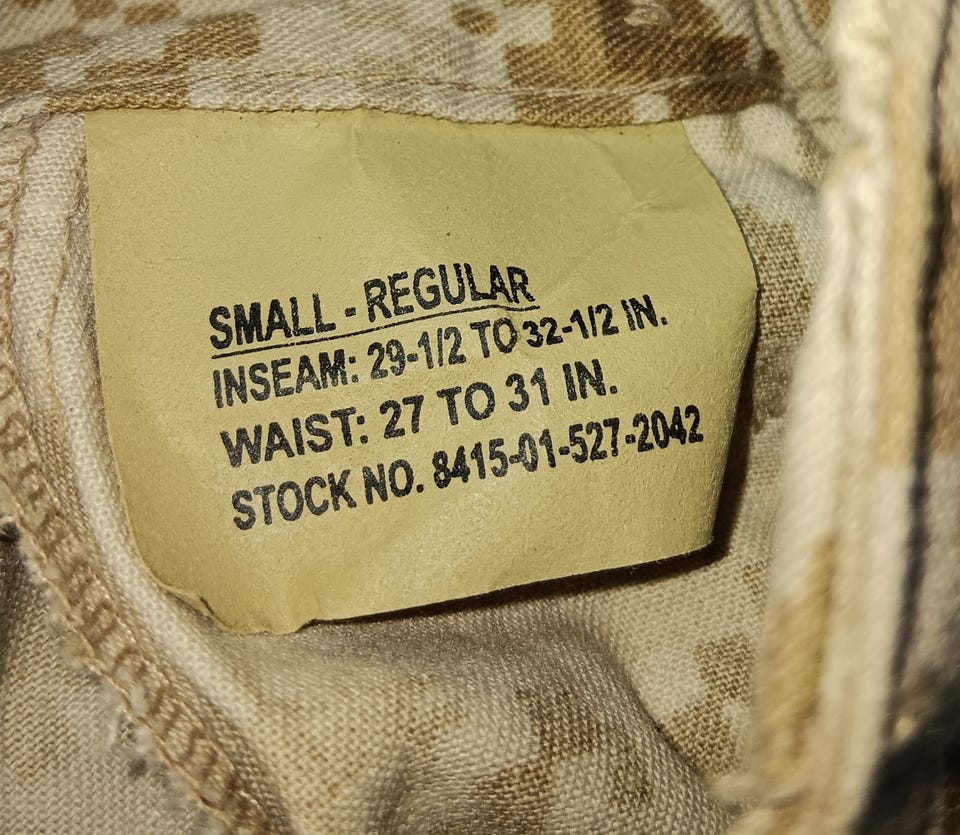 SMALL - REGULAR
INSEAM: 29-1/2 TO 32-1/2 IN.
WAIST: 27 TO 31 IN.
STOCK NO. 8415-01-527-2042